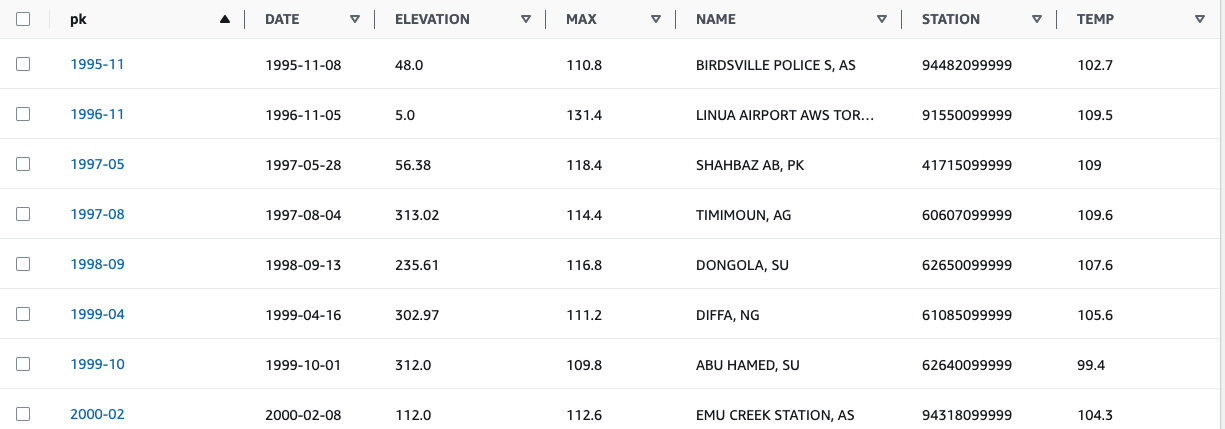 pk DATE ELEVATION MAX NAME STATION TEMP
1995-11 1995-11-08 48.0 110.8 BIRDSVILLE POLICE S, AS 94482099999 102.7
1996-11 1996-11-05 5.0 131.4 LINUA AIRPORT AWS TOR... 91550099999 109.5
1997-05 1997-05-28 56.38 118.4 SHAHBAZ AB, PK 41715099999 109
1997-08 1997-08-04 313.02 114.4 TIMIMOUN, AG 60607099999 109.6
1998-09 1998-09-13 235.61 116.8 DONGOLA, SU 62650099999 107.6
1999-04 1999-04-16 302.97 111.2 DIFFA, NG 61085099999 105.6
1999-10 1999-10-01 312.0 109.8 ABU HAMED, SU 62640099999 99.4
2000-02 2000-02-08 112.0 112.6 EMU CREEK STATION, AS 94318099999 104.3